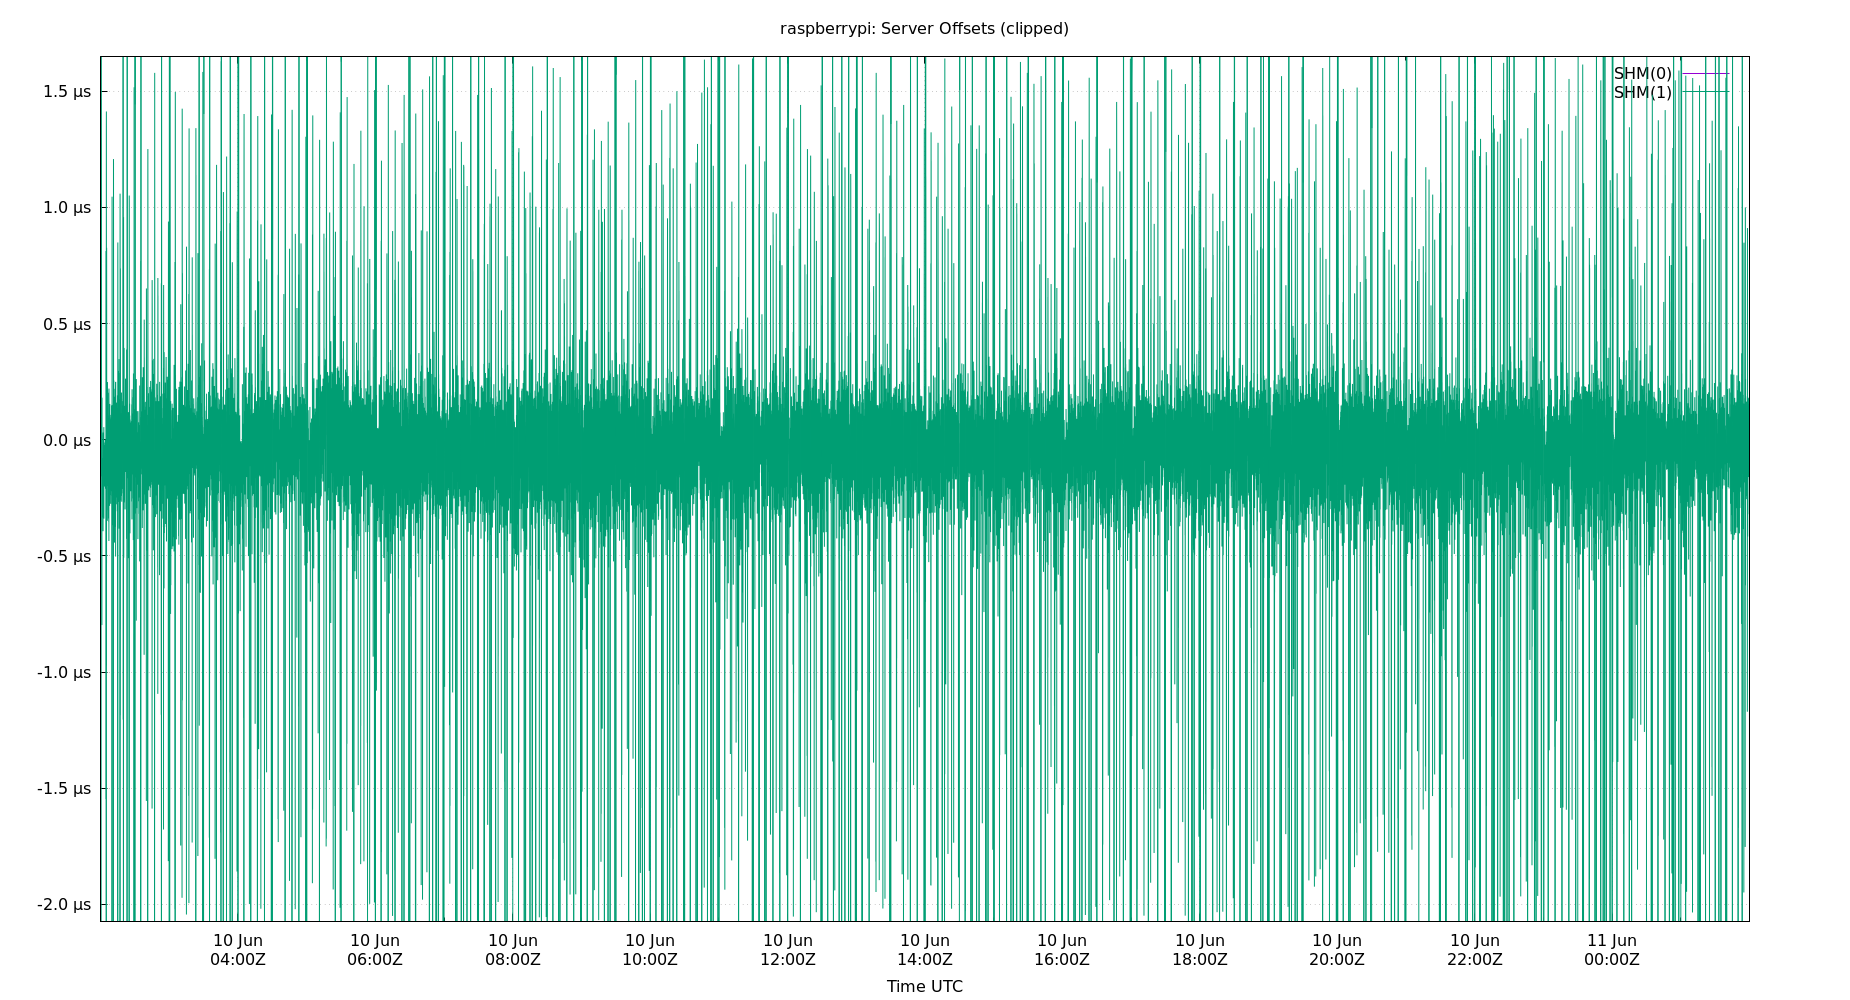 raspberrypi: Server Offsets (clipped)
SHM(0)
SHM(1)
1.5 µs
1.0 µs
0.5 µs
0.0 µs
-0.5 µs
-1.0 µs
-1.5 µs
-2.0 µs
10 Jun 10 Jun 10 Jun 10 Jun 10 Jun 10 Jun 10 Jun 10 Jun 10 Jun 10 Jun 11 Jun
04:00Z 06:00Z 08:00Z 10:00Z 12:00Z 14:00Z 16:00Z 18:00Z 20:00Z 22:00Z 00:00Z
Time UTC